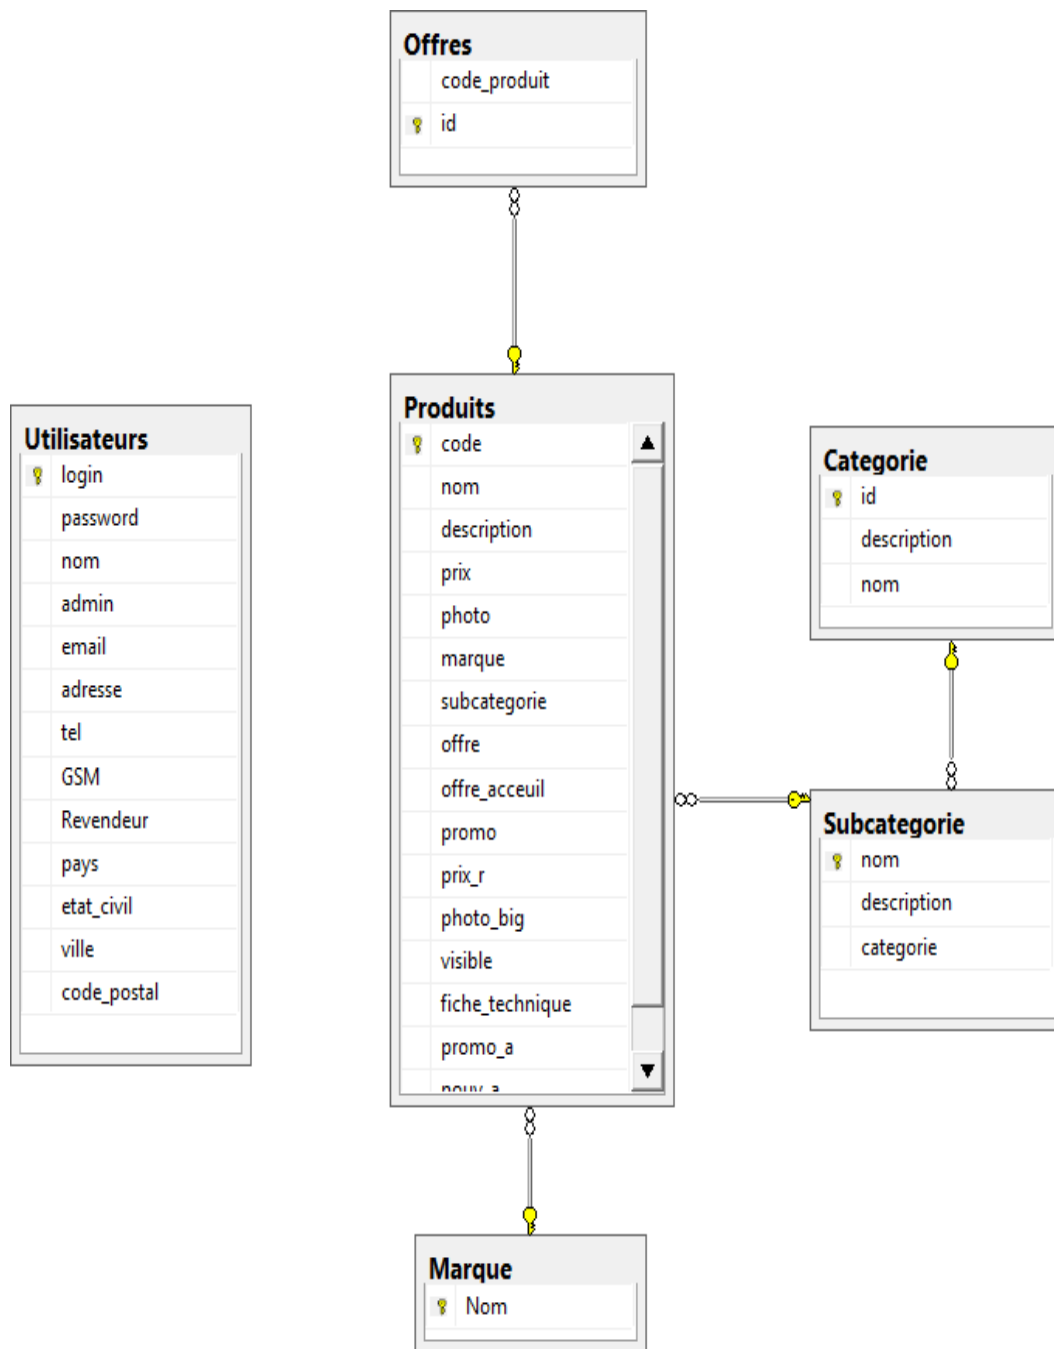 Offres
code_produit
id
Utilisateurs
login
password
nom
admin
email
adresse
tel
GSM
Revendeur
pays
etat_civil
ville
code_postal
Produits
code
nom
description
prix
photo
marque
subcategorie
offre
offre_acceuil
promo
prix_r
photo_big
visible
fiche_technique
promo_a
nouv_a
Categorie
id
description
nom
Subcategorie
nom
description
categorie
Marque
Nom